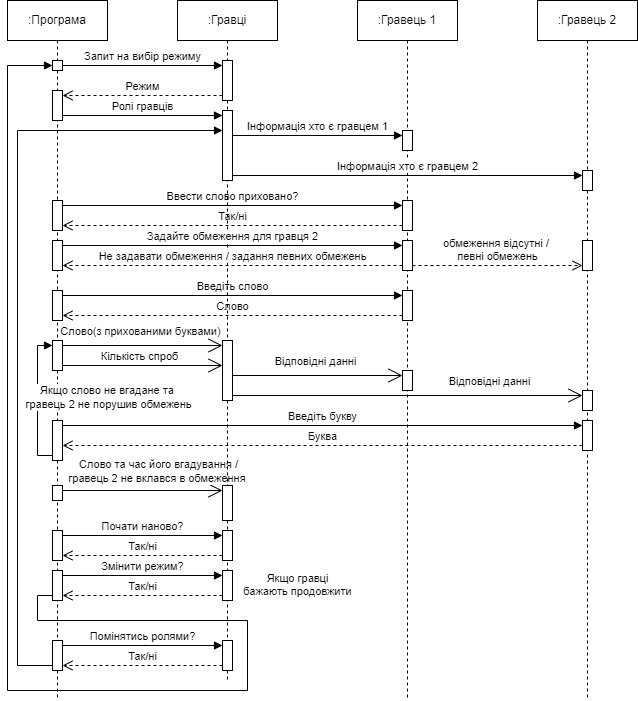 :Програма
:Гравці
:Гравець 1
:Гравець 2
Запит на вибір режиму
Режим
Ролі гравців
Інформація хто є гравцем 1
Інформація хто є гравцем 2
Ввести слово приховано?
Так/ні
Задайте обмеження для гравця 2
Не задавати обмеження / задання певних обмежень
обмеження відсутні /
певні обмежень
Введіть слово
Слово
Слово(з прихованими буквами)
Кількість спроб
Відповідні данні
Відповідні данні
Якщо слово не вгадане та
гравець 2 не порушив обмежень
Введіть букву
Буква
Слово та час його вгадування /
гравець 2 не вклався в обмеження
Почати наново?
Так/ні
Змінити режим?
Так/ні
Якщо гравці
бажають продовжити
Помінятись ролями?
Так/ні